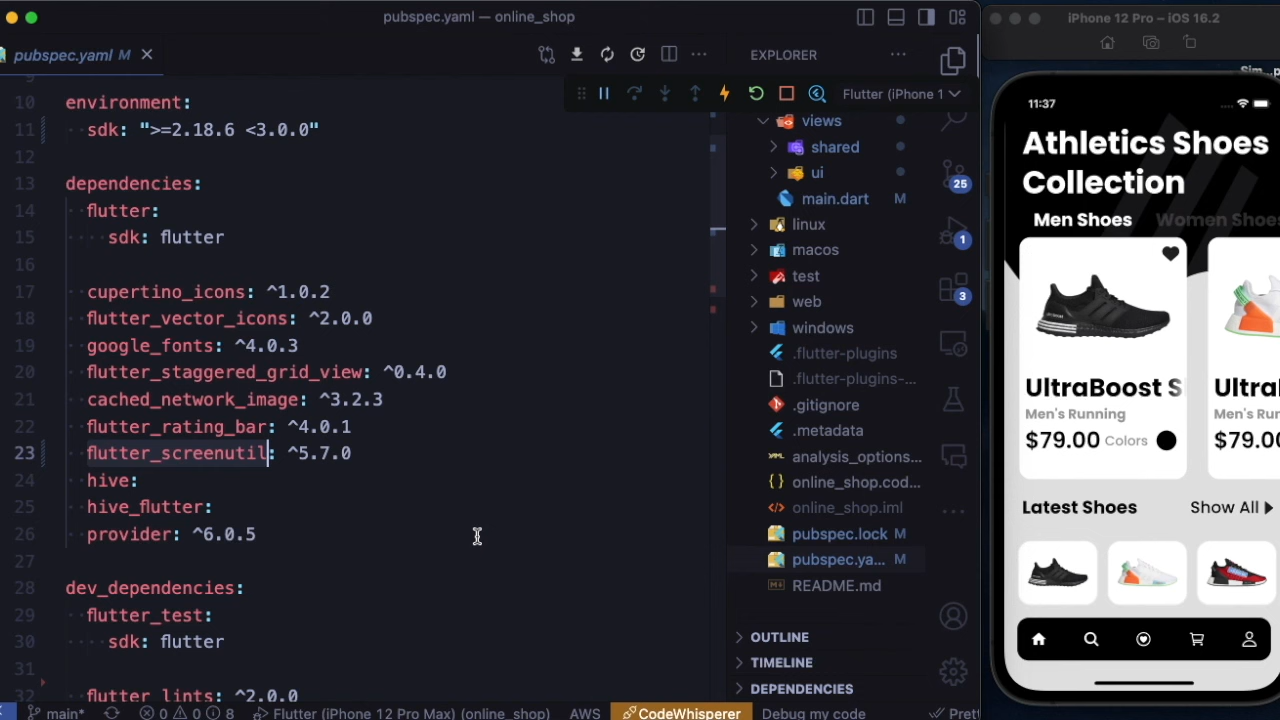 pubspec.yaml — online_shop
pubspec.yaml M
10 environment:
11 sdk: ">=2.18.6 <3.0.0"
12
13 dependencies:
14 flutter:
15 sdk: flutter
16
17 cupertino_icons: ^1.0.2
18 flutter_vector_icons: ^2.0.0
19 google_fonts: ^4.0.3
20 flutter_staggered_grid_view: ^0.4.0
21 cached_network_image: ^3.2.3
22 flutter_rating_bar: ^4.0.1
23 flutter_screenutil: ^5.7.0
24 hive:
25 hive_flutter:
26 provider: ^6.0.5
27
28 dev_dependencies:
29 flutter_test:
30 sdk: flutter
31
32 flutter_lints: ^2.0.0
main* 0 0 8 Flutter (iPhone 12 Pro Max) (online_shop) AWS CodeWhisperer Debug my code Prett
EXPLORER
Flutter (iPhone 1
views
shared
ui
main.dart M
linux
macos
test
web
windows
.flutter-plugins
.flutter-plugins-...
.gitignore
.metadata
analysis_options...
online_shop.cod...
online_shop.iml
pubspec.lock M
pubspec.ya... M
README.md
OUTLINE
TIMELINE
DEPENDENCIES
25
1
3
iPhone 12 Pro – iOS 16.2
11:37
Athletics Shoes
Collection
Men Shoes Women Shoes
UltraBoost S
Men's Running
$79.00 Colors
UltraB
Men's Run
$79.0
Latest Shoes Show All